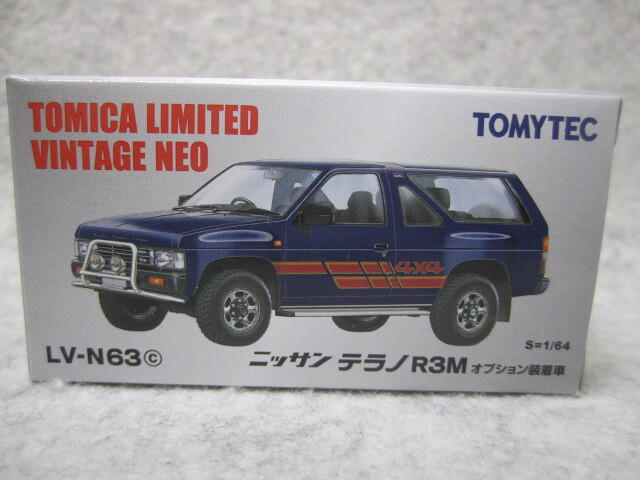 TOMICA LIMITED
VINTAGE NEO
TOMYTEC
4X4
S=1/64
LV-N63ⓒ
ニッサン テラノ R3M オプション装着車